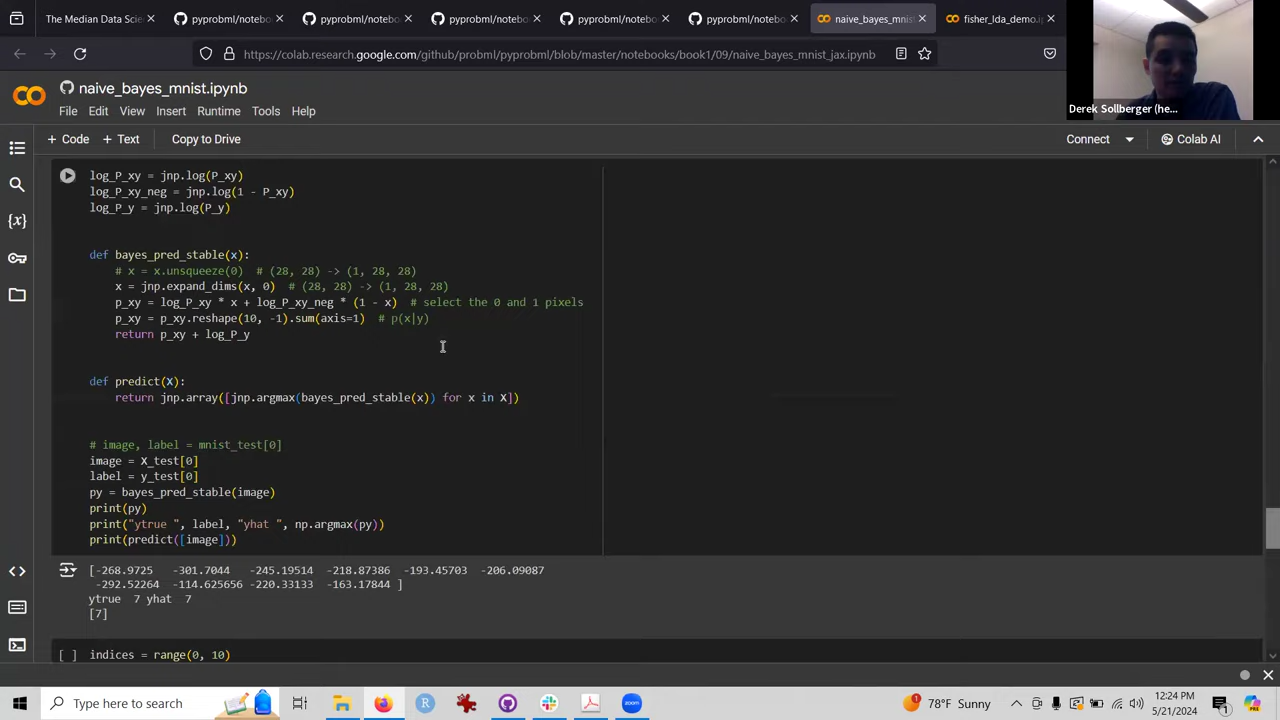 The Median Data Scien
pyprobml/notebo
pyprobml/notebo
pyprobml/notebo
pyprobml/notebo
pyprobml/notebo
naive_bayes_mnis
fisher_lda_demo.i
https://colab.research.google.com/github/probml/pyprobml/blob/master/notebooks/book1/09/naive_bayes_mnist_jax.ipynb
Derek Sollberger (he...
naive_bayes_mnist.ipynb
File Edit View Insert Runtime Tools Help
+ Code + Text Copy to Drive Connect Colab AI
log_P_xy = jnp.log(P_xy)
log_P_xy_neg = jnp.log(1 - P_xy)
log_P_y = jnp.log(P_y)
def bayes_pred_stable(x):
# x = x.unsqueeze(0)  # (28, 28) -> (1, 28, 28)
x = jnp.expand_dims(x, 0)  # (28, 28) -> (1, 28, 28)
p_xy = log_P_xy * x + log_P_xy_neg * (1 - x)  # select the 0 and 1 pixels
p_xy = p_xy.reshape(10, -1).sum(axis=1)  # p(x|y)
return p_xy + log_P_y
def predict(X):
return jnp.array([jnp.argmax(bayes_pred_stable(x)) for x in X])
# image, label = mnist_test[0]
image = X_test[0]
label = y_test[0]
py = bayes_pred_stable(image)
print(py)
print("ytrue ", label, "yhat ", np.argmax(py))
print(predict([image]))
[-268.9725 -301.7044 -245.19514 -218.87386 -193.45703 -206.09087
-292.52264 -114.625656 -220.33133 -163.17844 ]
ytrue 7 yhat 7
[7]
[ ] indices = range(0, 10)
Type here to search
78°F Sunny
12:24 PM
5/21/2024